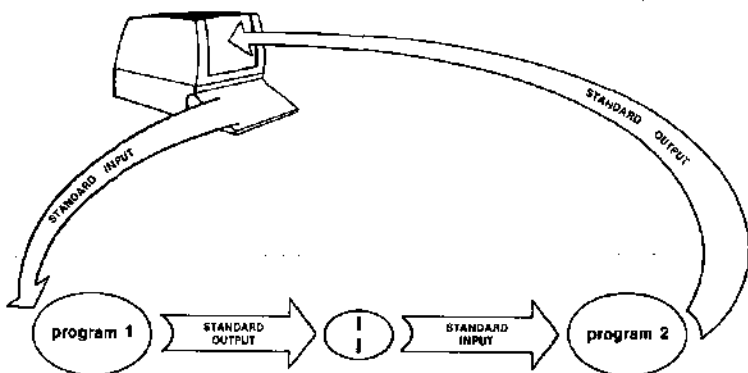 STANDARD OUTPUT
STANDARD INPUT
program 1
STANDARD
OUTPUT
|
STANDARD
INPUT
program 2